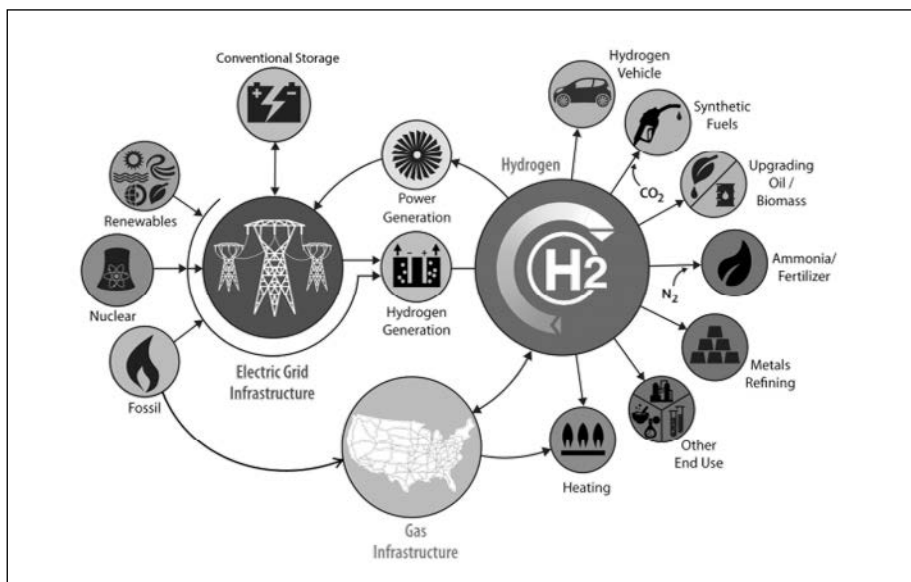 Conventional Storage
Hydrogen
Vehicle
Synthetic
Fuels
Hydrogen
CO2
Upgrading
Oil /
Biomass
Renewables
Power
Generation
H2
Ammonia/
Fertilizer
N2
Nuclear
Hydrogen
Generation
Electric Grid
Infrastructure
Metals
Refining
Fossil
Other
End Use
Heating
Gas
Infrastructure